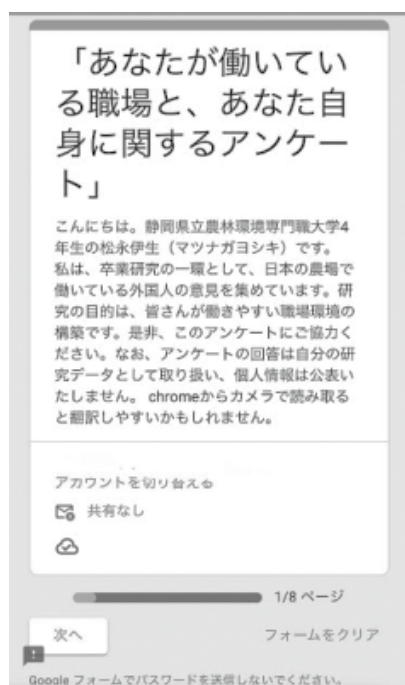 「あなたが働いてい
る職場と、あなた自
身に関するアンケー
ト」
こんにちは。静岡県立農林環境専門職大学4
年生の松永伊生（マツナガヨシキ）です。
私は、卒業研究の一環として、日本の農場で
働いている外国人の意見を集めています。研
究の目的は、皆さんが働きやすい職場環境の
構築です。是非、このアンケートにご協力く
ださい。なお、アンケートの回答は自分の研
究データとして取り扱い、個人情報は公表い
たしません。 chromeからカメラで読み取る
と翻訳しやすいかもしれません。
アカウントを切り替える
共有なし
1/8 ページ
次へ
フォームをクリア
Google フォームでパスワードを送信しないでください。